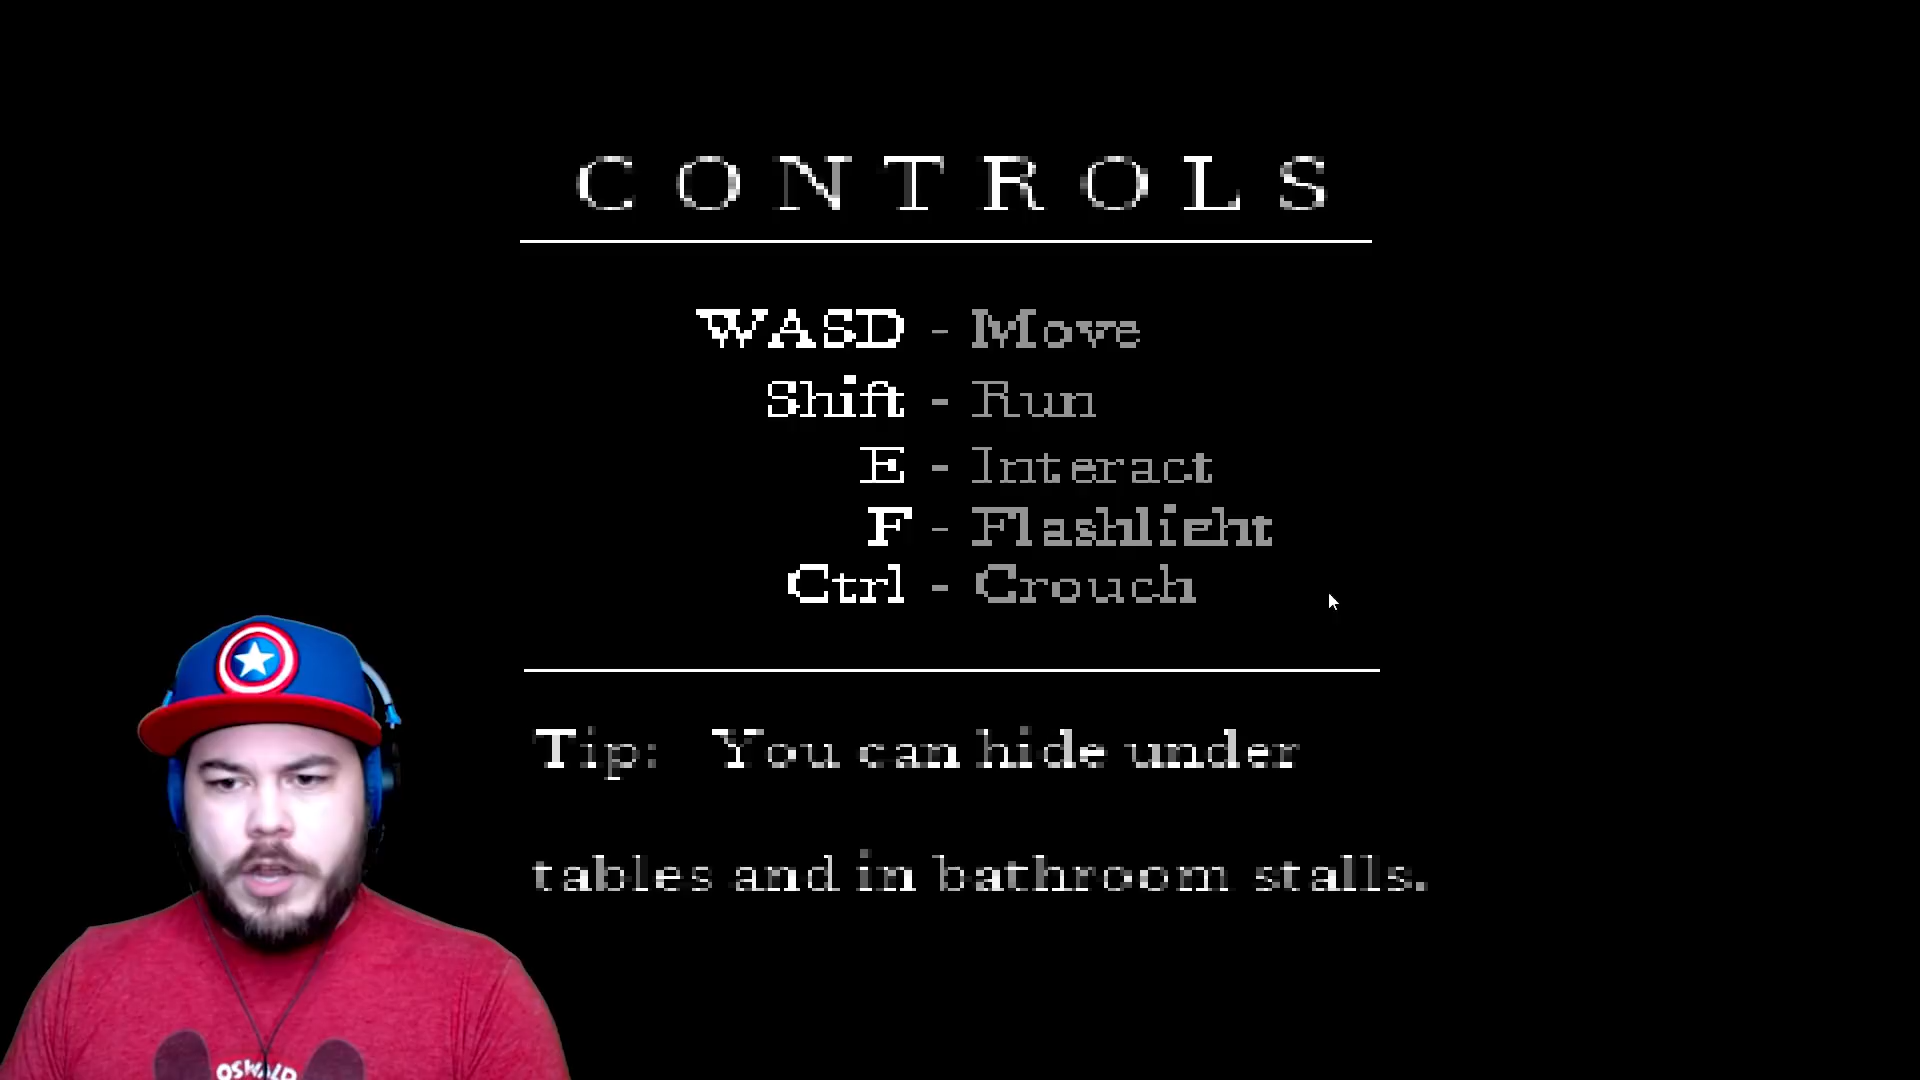 CONTROLS
WASD - Move
Shift - Run
E - Interact
F - Flashlight
Ctrl - Crouch
Tip: You can hide under
tables and in bathroom stalls.
OSWALD